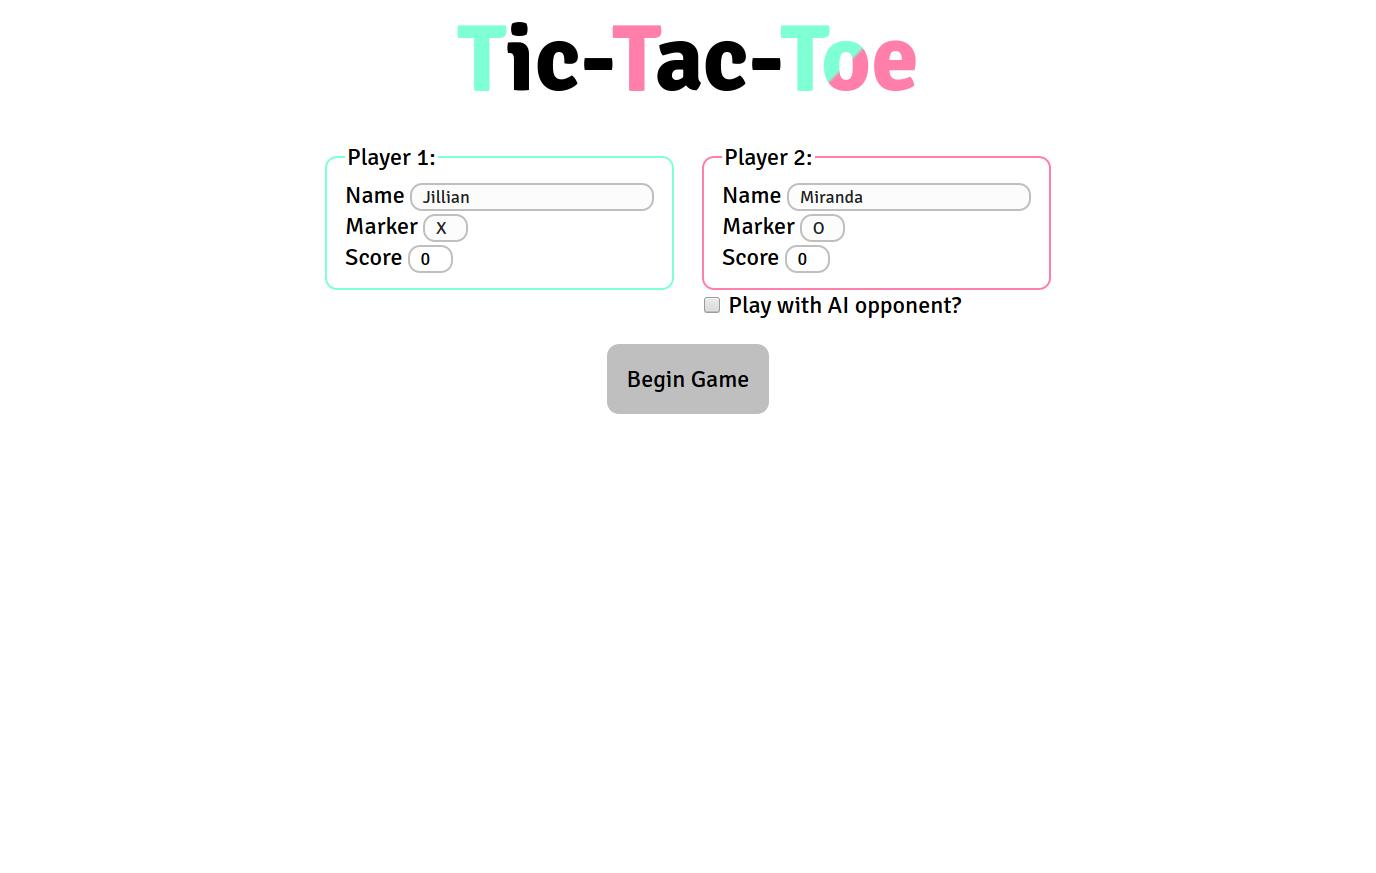 Tic-Tac-Toe
Player 1:
Name Jillian
Marker X
Score 0
Player 2:
Name Miranda
Marker O
Score 0
Play with AI opponent?
Begin Game